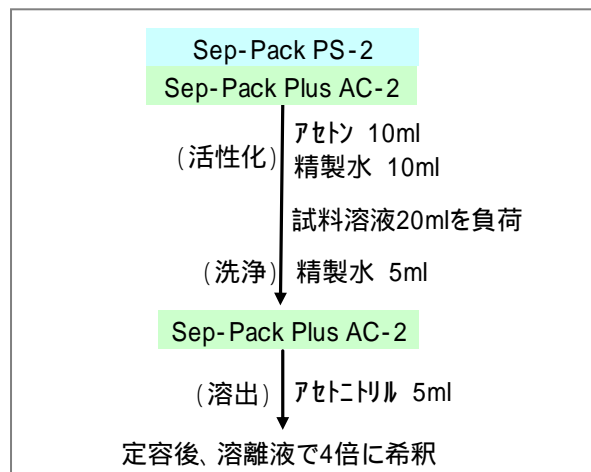 Sep-Pack PS-2
Sep-Pack Plus AC-2
(活性化)
ｱｾﾄﾝ 10ml
精製水 10ml
試料溶液20mlを負荷
(洗浄)
精製水 5ml
Sep-Pack Plus AC-2
(溶出)
ｱｾﾄﾆﾄﾘﾙ 5ml
定容後、溶離液で4倍に希釈